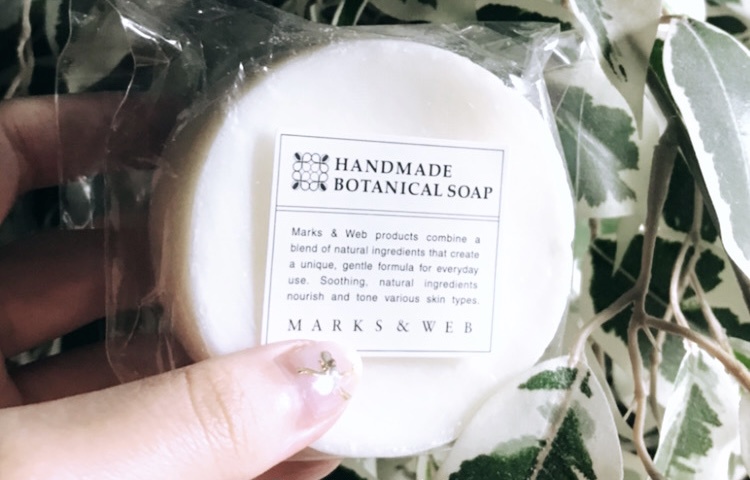 HANDMADE
BOTANICAL SOAP
Marks & Web products combine a
blend of natural ingredients that create
a unique, gentle formula for everyday
use. Soothing, natural ingredients
nourish and tone various skin types.
MARKS & WEB